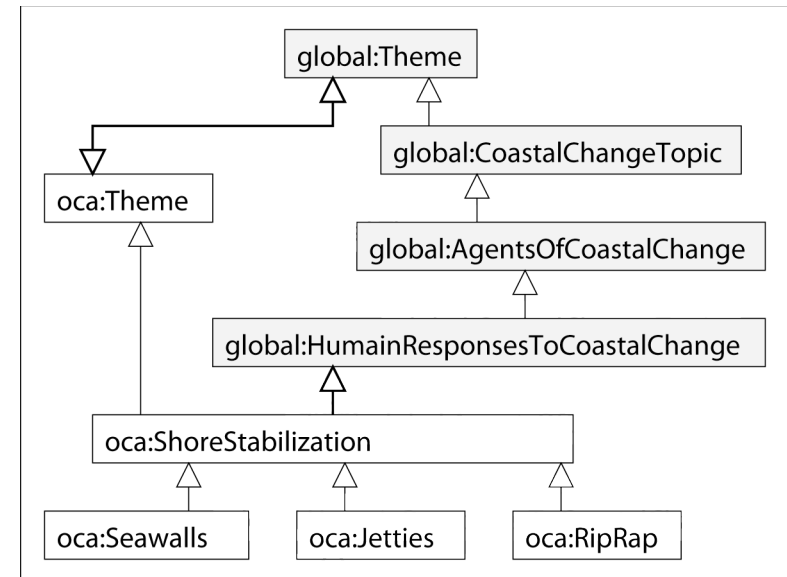 global:Theme
global:CoastalChangeTopic
oca:Theme
global:AgentsOfCoastalChange
global:HumainResponsesToCoastalChange
oca:ShoreStabilization
oca:Seawalls
oca:Jetties
oca:RipRap